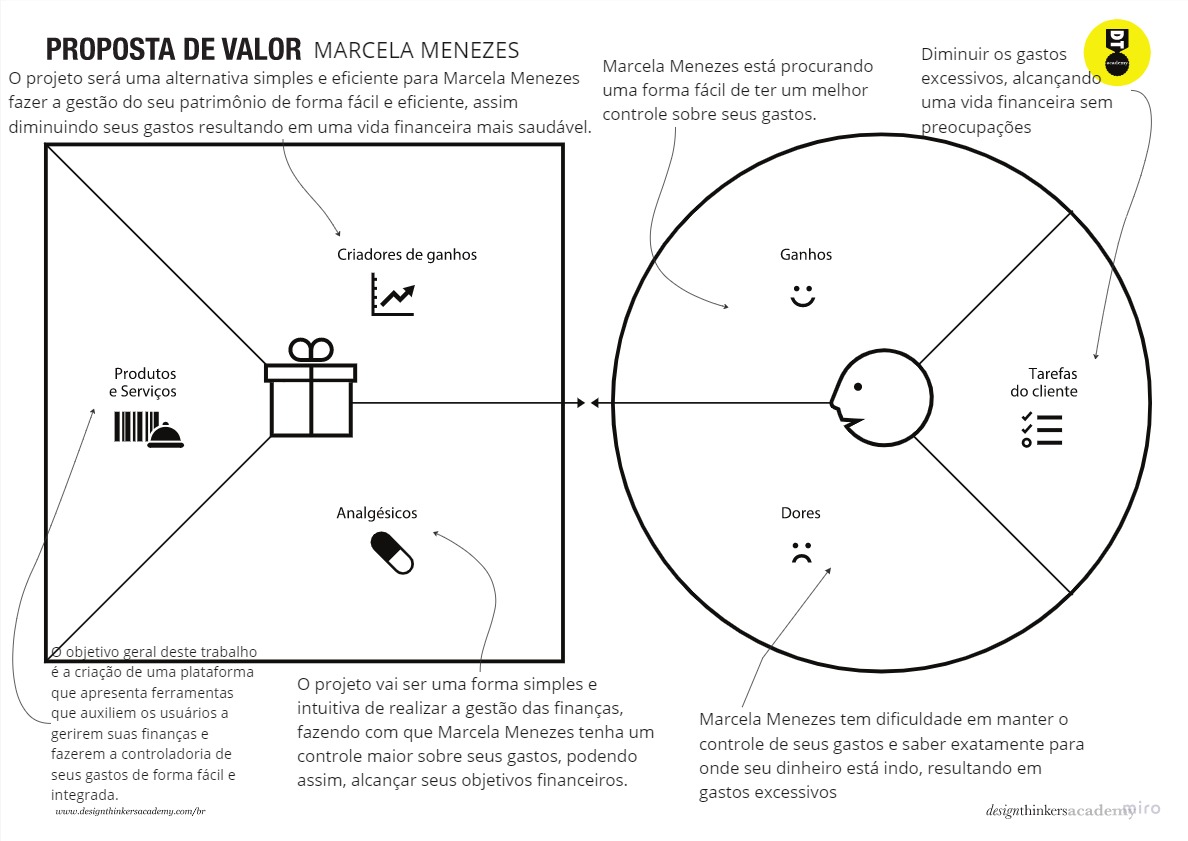 PROPOSTA DE VALOR MARCELA MENEZES
O projeto será uma alternativa simples e eficiente para Marcela Menezes
fazer a gestão do seu patrimônio de forma fácil e eficiente, assim
diminuindo seus gastos resultando em uma vida financeira mais saudável.
Marcela Menezes está procurando
uma forma fácil de ter um melhor
controle sobre seus gastos.
Diminuir os gastos
excessivos, alcançando
uma vida financeira sem
preocupações
DT
academy
Criadores de ganhos
Produtos
e Serviços
Analgésicos
Ganhos
Tarefas
do cliente
Dores
O objetivo geral deste trabalho
é a criação de uma plataforma
que apresenta ferramentas
que auxiliem os usuários a
gerirem suas finanças e
fazerem a controladoria de
seus gastos de forma fácil e
integrada.
O projeto vai ser uma forma simples e
intuitiva de realizar a gestão das finanças,
fazendo com que Marcela Menezes tenha um
controle maior sobre seus gastos, podendo
assim, alcançar seus objetivos financeiros.
Marcela Menezes tem dificuldade em manter o
controle de seus gastos e saber exatamente para
onde seu dinheiro está indo, resultando em
gastos excessivos
www.designthinkersacademy.com/br
designthinkersacademy
miro